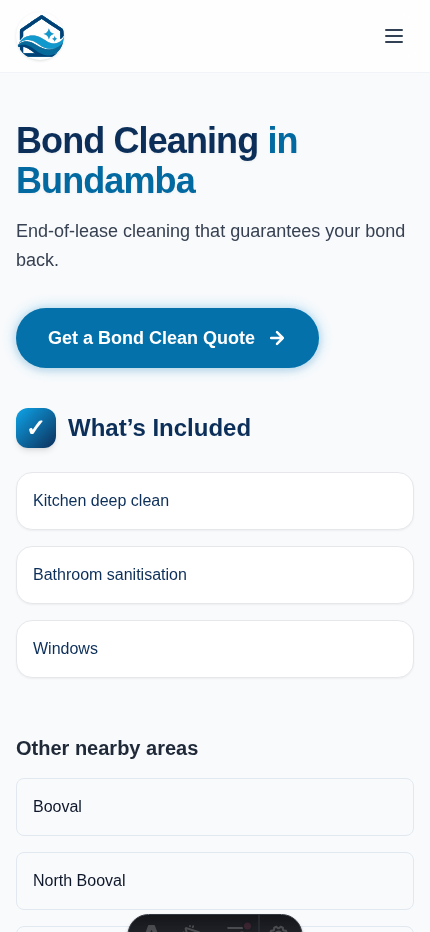 Bond Cleaning in
Bundamba
End-of-lease cleaning that guarantees your bond
back.
Get a Bond Clean Quote
What’s Included
Kitchen deep clean
Bathroom sanitisation
Windows
Other nearby areas
Booval
North Booval